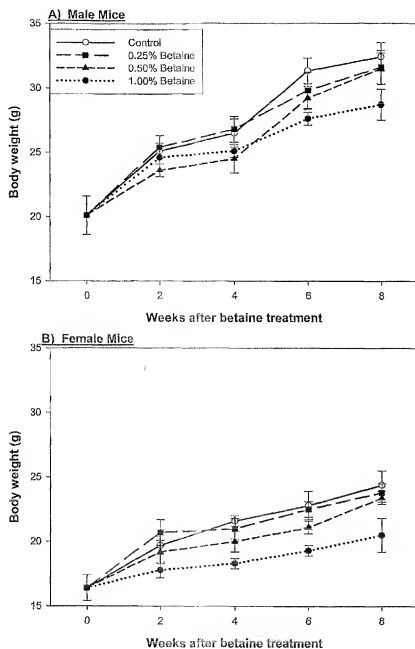 A) Male Mice
35
Control
0.25% Betaine
0.50% Betaine
1.00% Betaine
30
25
20
15
Body weight (g)
0 2 4 6 8
Weeks after betaine treatment
B) Female Mice
35
30
25
20
15
Body weight (g)
0 2 4 6 8
Weeks after betaine treatment